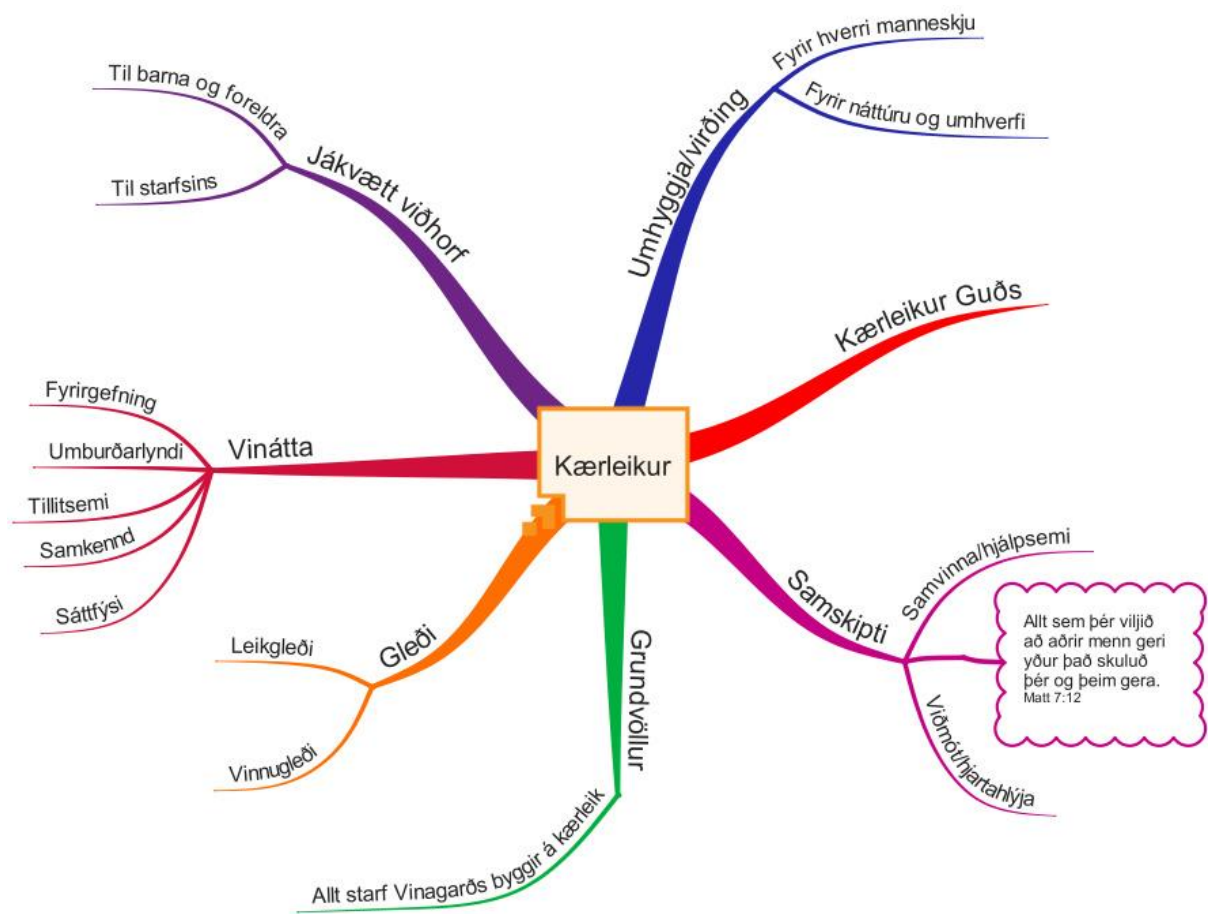 Kærleikur
Umhyggja/virðing
Fyrir hverri manneskju
Fyrir náttúru og umhverfi
Kærleikur Guðs
Samskipti
Samvinna/hjálpsemi
Allt sem þér viljið
að aðrir menn geri
yður það skuluð
þér og þeim gera.
Matt 7:12
Viðmót/hjartahlýja
Grundvöllur
Allt starf Vinagarðs byggir á kærleik
Gleði
Leikgleði
Vinnugleði
Vinátta
Fyrirgefning
Umburðarlyndi
Tillitsemi
Samkennd
Sáttfýsi
Jákvætt viðhorf
Til barna og foreldra
Til starfsins